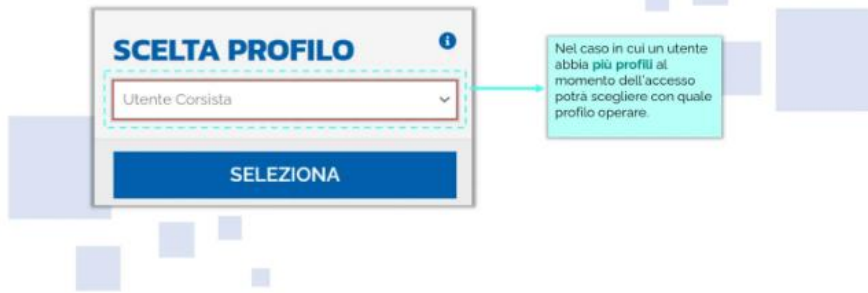 SCELTA PROFILO
Utente Corsista
SELEZIONA
Nel caso in cui un utente
abbia più profili al
momento dell'accesso
potrà scegliere con quale
profilo operare.